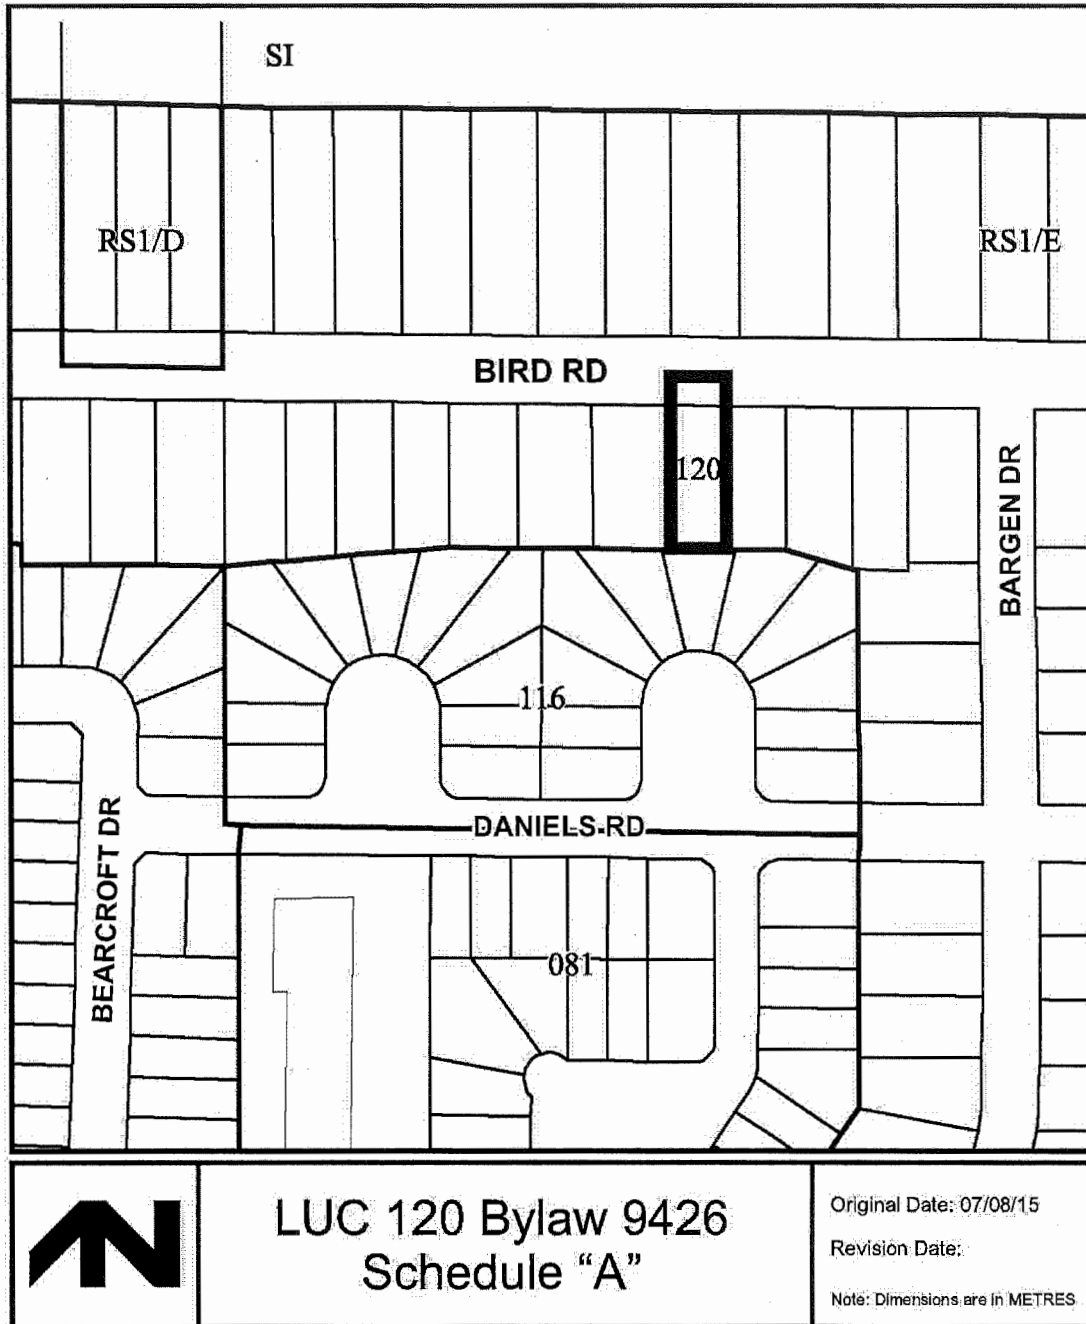 SI
RS1/D
RS1/E
BIRD RD
120
BARGEN DR
116
DANIELS RD
BEARCROFT DR
081
LUC 120 Bylaw 9426
Schedule “A”
Original Date: 07/08/15
Revision Date:
Note: Dimensions are in METRES